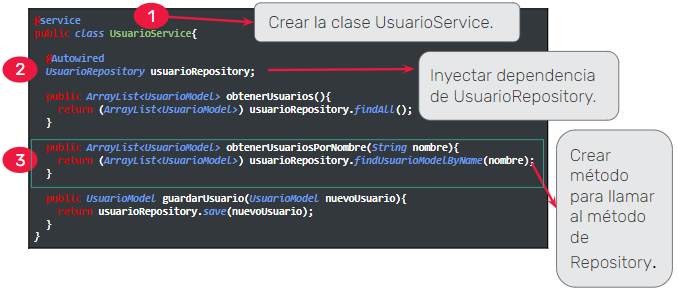 1
Crear la clase UsuarioService.
@service
public class UsuarioService{
2
@Autowired
UsuarioRepository usuarioRepository;
Inyectar dependencia
de UsuarioRepository.
public ArrayList<UsuarioModel> obtenerUsuarios(){
return (ArrayList<UsuarioModel>) usuarioRepository.findAll();
}
3
public ArrayList<UsuarioModel> obtenerUsuariosPorNombre(String nombre){
return (ArrayList<UsuarioModel>) usuarioRepository.findUsuarioModelByName(nombre);
}
Crear
método
para llamar
al método
de
Repository.
public UsuarioModel guardarUsuario(UsuarioModel nuevoUsuario){
return usuarioRepository.save(nuevoUsuario);
}
}